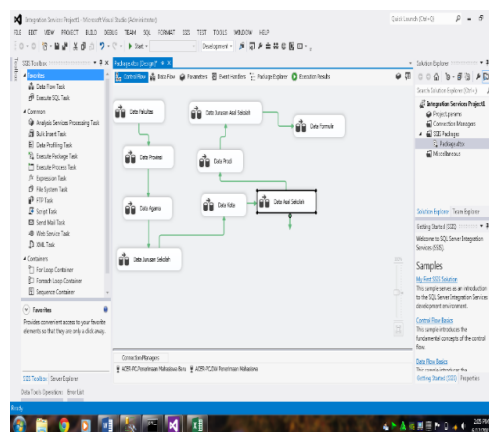 Integration Services Project1 - Microsoft Visual Studio (Administrator)
Quick Launch (Ctrl+Q)
FILE EDIT VIEW PROJECT BUILD DEBUG TEAM SQL FORMAT SSIS TEST TOOLS WINDOW HELP
Start
Development
SSIS Toolbox
Favorites
Data Flow Task
Execute SQL Task
Common
Analysis Services Processing Task
Bulk Insert Task
Data Profiling Task
Execute Package Task
Execute Process Task
Expression Task
File System Task
FTP Task
Script Task
Send Mail Task
Web Service Task
XML Task
Containers
For Loop Container
Foreach Loop Container
Sequence Container
Favorites
Provides convenient access to your favorite
elements so that they are only a click away.
SSIS Toolbox Server Explorer
Data Tools Operations Error List
Ready
Package.dtsx [Design]*
Control Flow Data Flow Parameters Event Handlers Package Explorer Execution Results
Data Fakultas
Data Jurusan Asal Sekolah
Data Formulir
Data Provinsi
Data Prodi
Data Agama
Data Kota
Data Asal Sekolah
Data Jurusan Sekolah
Connection Managers
Solution Explorer
Search Solution Explorer (Ctrl+;)
Integration Services Project1
Project.params
Connection Managers
SSIS Packages
Package.dtsx
Miscellaneous
Solution Explorer Team Explorer
Getting Started (SSIS)
Welcome to SQL Server Integration
Services (SSIS).
Samples
My First SSIS Solution
This sample serves as an introduction
to the SQL Server Integration Services
development environment.
Control Flow Basics
This sample introduces the
fundamental concepts of the control
flow.
Data Flow Basics
This sample introduces the
Getting Started (SSIS) Properties
2:05 PM